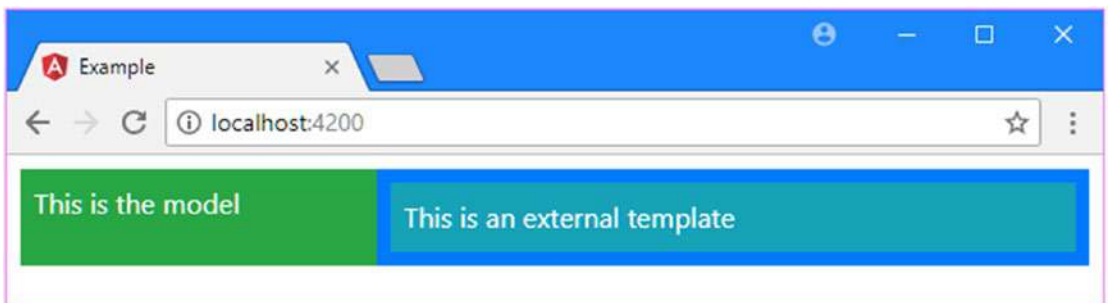 Example
localhost:4200
This is the model
This is an external template